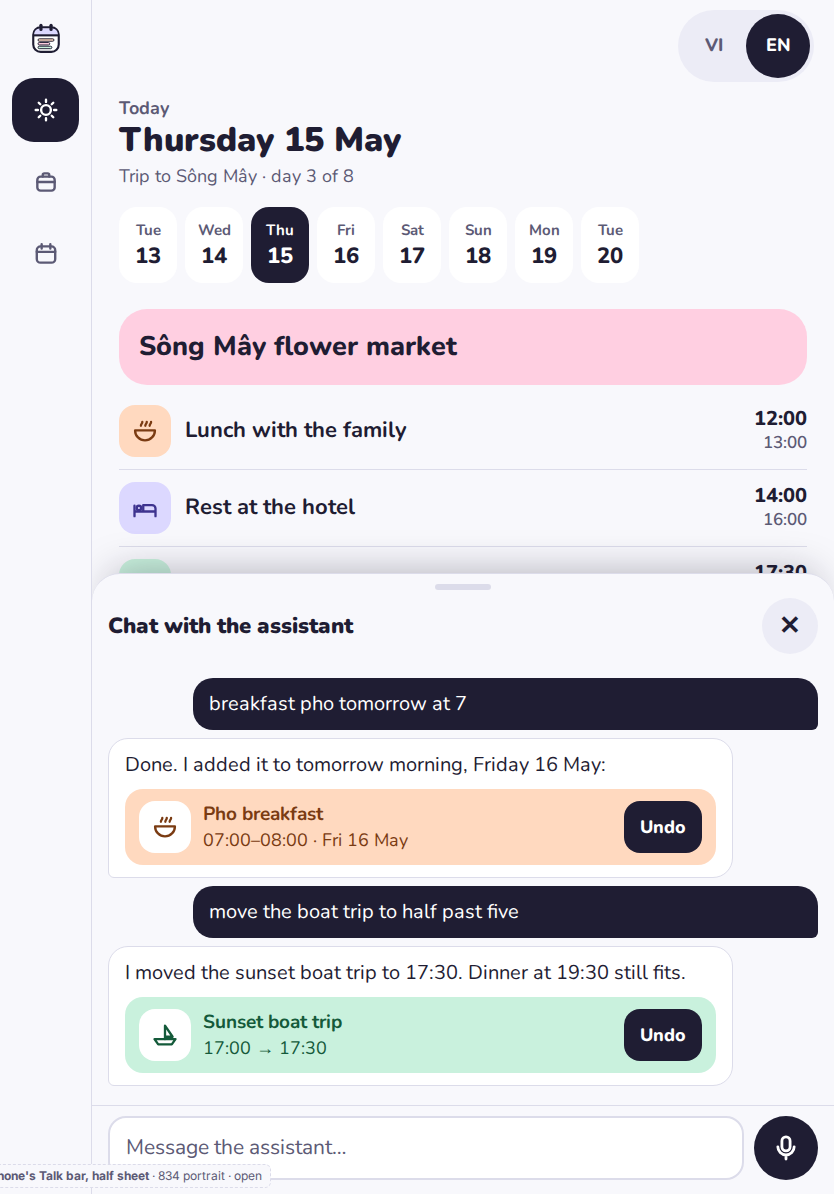 VI
EN
Today
Thursday 15 May
Trip to Sông Mây · day 3 of 8
Tue
13
Wed
14
Thu
15
Fri
16
Sat
17
Sun
18
Mon
19
Tue
20
Sông Mây flower market
Lunch with the family
12:00
13:00
Rest at the hotel
14:00
16:00
17:30
Chat with the assistant
breakfast pho tomorrow at 7
Done. I added it to tomorrow morning, Friday 16 May:
Pho breakfast
07:00–08:00 · Fri 16 May
Undo
move the boat trip to half past five
I moved the sunset boat trip to 17:30. Dinner at 19:30 still fits.
Sunset boat trip
17:00 → 17:30
Undo
Message the assistant...
Talk bar, half sheet · 834 portrait · open